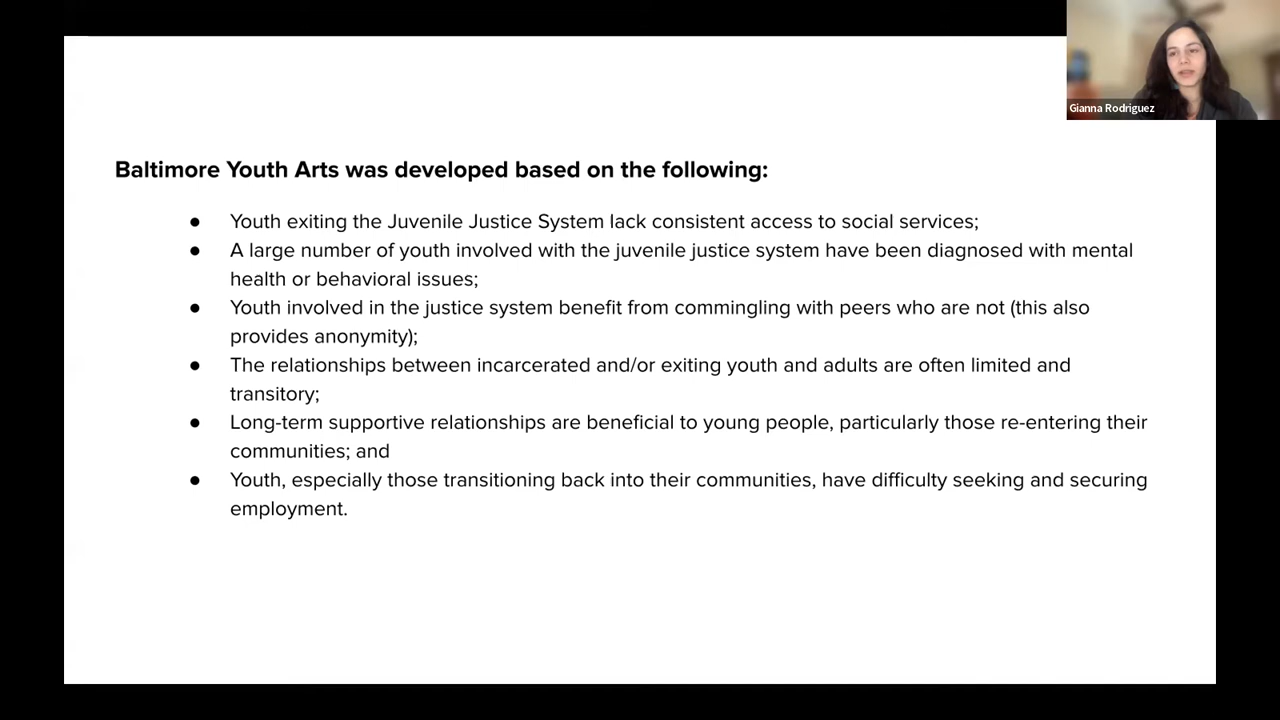 Gianna Rodriguez
Baltimore Youth Arts was developed based on the following:
● Youth exiting the Juvenile Justice System lack consistent access to social services;
● A large number of youth involved with the juvenile justice system have been diagnosed with mental
health or behavioral issues;
● Youth involved in the justice system benefit from commingling with peers who are not (this also
provides anonymity);
● The relationships between incarcerated and/or exiting youth and adults are often limited and
transitory;
● Long-term supportive relationships are beneficial to young people, particularly those re-entering their
communities; and
● Youth, especially those transitioning back into their communities, have difficulty seeking and securing
employment.